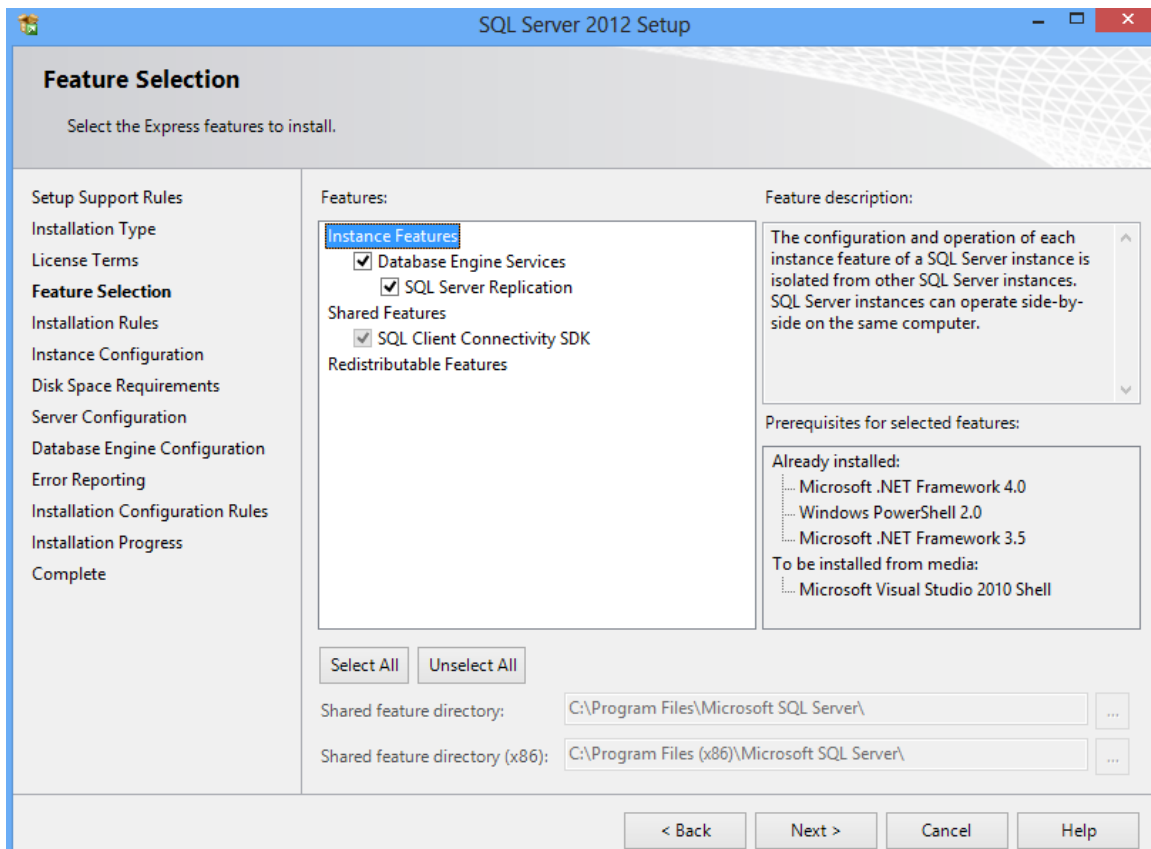 SQL Server 2012 Setup
Feature Selection
Select the Express features to install.
Setup Support Rules
Installation Type
License Terms
Feature Selection
Installation Rules
Instance Configuration
Disk Space Requirements
Server Configuration
Database Engine Configuration
Error Reporting
Installation Configuration Rules
Installation Progress
Complete
Features:
Instance Features
Database Engine Services
SQL Server Replication
Shared Features
SQL Client Connectivity SDK
Redistributable Features
Feature description:
The configuration and operation of each
instance feature of a SQL Server instance is
isolated from other SQL Server instances.
SQL Server instances can operate side-by-
side on the same computer.
Prerequisites for selected features:
Already installed:
Microsoft .NET Framework 4.0
Windows PowerShell 2.0
Microsoft .NET Framework 3.5
To be installed from media:
Microsoft Visual Studio 2010 Shell
Select All
Unselect All
Shared feature directory:
C:\Program Files\Microsoft SQL Server\
...
Shared feature directory (x86):
C:\Program Files (x86)\Microsoft SQL Server\
...
< Back
Next >
Cancel
Help